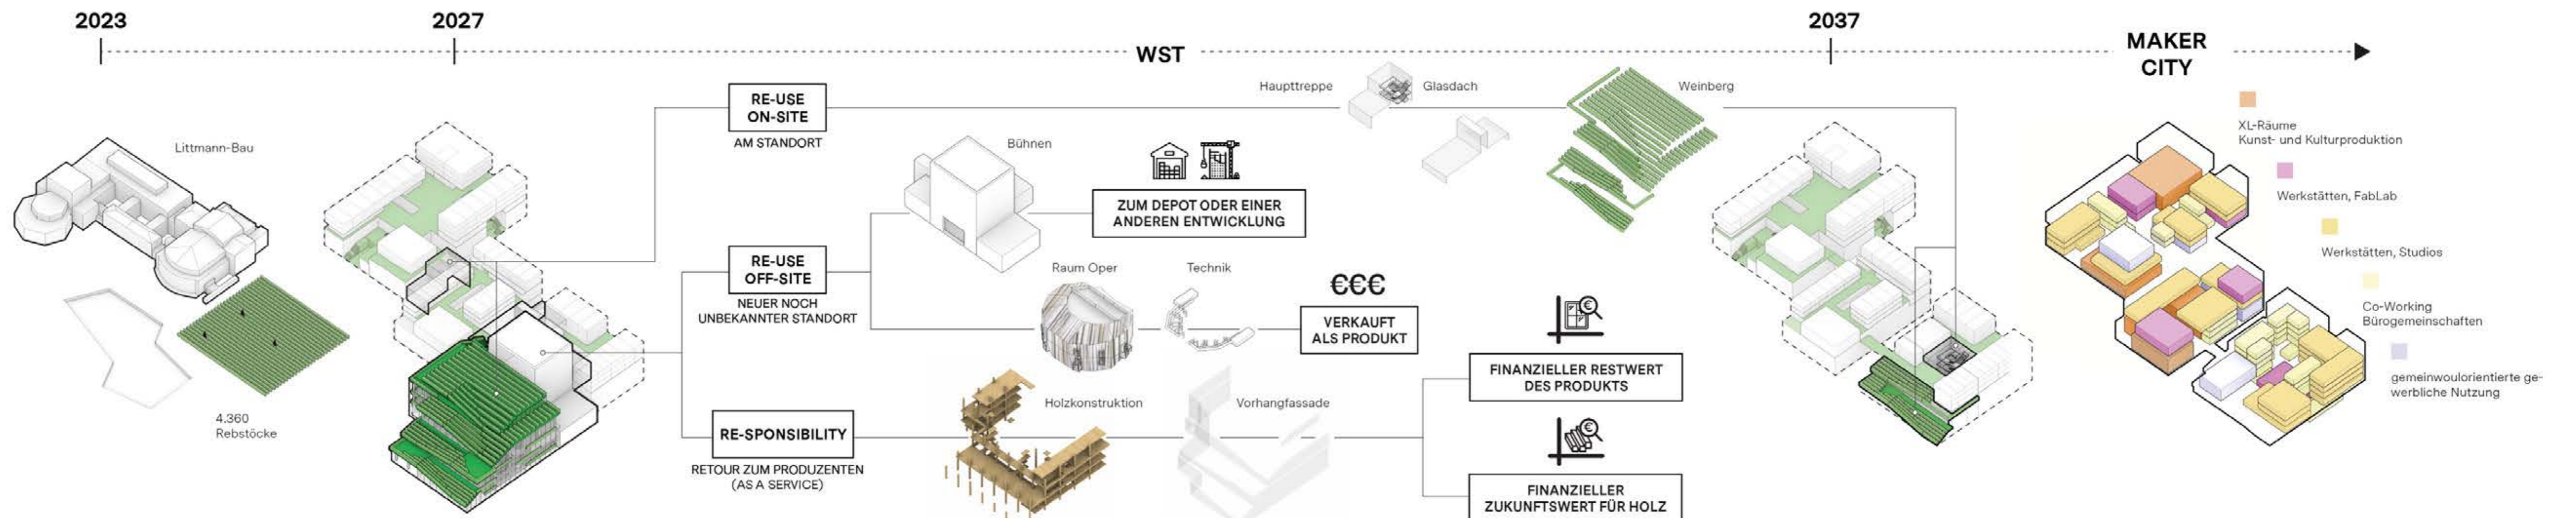 2023
2027
WST
2037
MAKER
CITY
Littmann-Bau
4.360
Rebstöcke
RE-USE
ON-SITE
AM STANDORT
Haupttreppe
Glasdach
Weinberg
RE-USE
OFF-SITE
NEUER NOCH
UNBEKANNTER STANDORT
Bühnen
ZUM DEPOT ODER EINER
ANDEREN ENTWICKLUNG
Raum Oper
Technik
€€€
VERKAUFT
ALS PRODUKT
RE-SPONSIBILITY
RETOUR ZUM PRODUZENTEN
(AS A SERVICE)
Holzkonstruktion
Vorhangfassade
€
FINANZIELLER RESTWERT
DES PRODUKTS
€
FINANZIELLER
ZUKUNFTSWERT FÜR HOLZ
XL-Räume
Kunst- und Kulturproduktion
Werkstätten, FabLab
Werkstätten, Studios
Co-Working
Bürogemeinschaften
gemeinwoulorientierte ge-
werbliche Nutzung